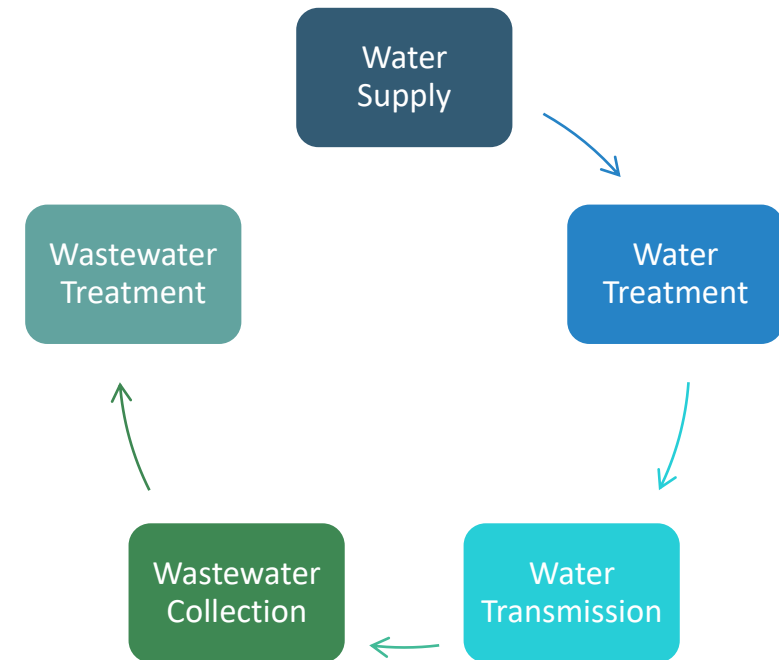 Water
Supply
Water
Treatment
Water
Transmission
Wastewater
Collection
Wastewater
Treatment